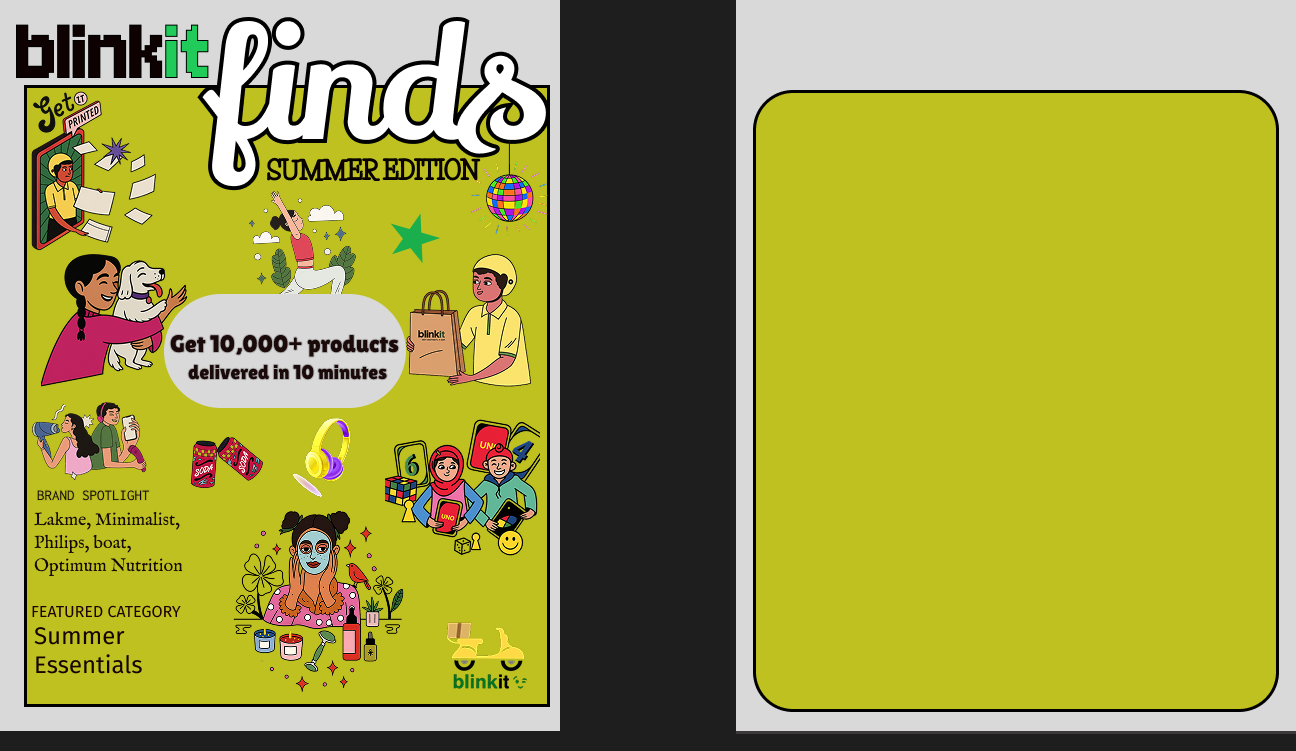 blinkit
finds
SUMMER EDITION
Get IT
PRINTED
blinkit
Get 10,000+ products
delivered in 10 minutes
SODA
SODA
UNO
4
6
UNO
BRAND SPOTLIGHT
Lakme, Minimalist,
Philips, boat,
Optimum Nutrition
FEATURED CATEGORY
Summer
Essentials
blinkit